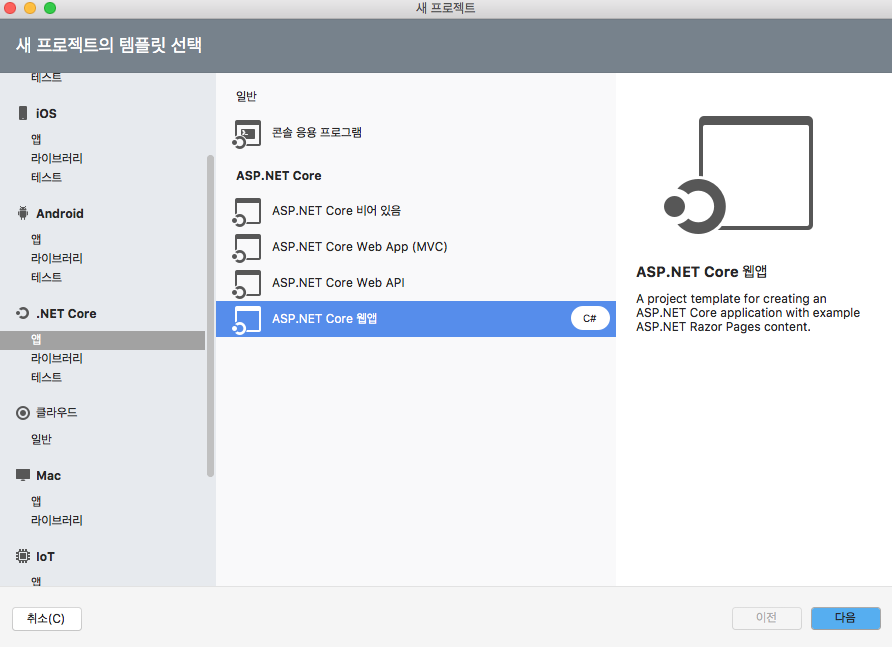 새 프로젝트
새 프로젝트의 템플릿 선택
테스트
iOS
앱
라이브러리
테스트
Android
앱
라이브러리
테스트
.NET Core
앱
라이브러리
테스트
클라우드
일반
Mac
앱
라이브러리
IoT
앱
일반
콘솔 응용 프로그램
ASP.NET Core
ASP.NET Core 비어 있음
ASP.NET Core Web App (MVC)
ASP.NET Core Web API
ASP.NET Core 웹앱 C#
ASP.NET Core 웹앱
A project template for creating an
ASP.NET Core application with example
ASP.NET Razor Pages content.
취소(C) 이전 다음